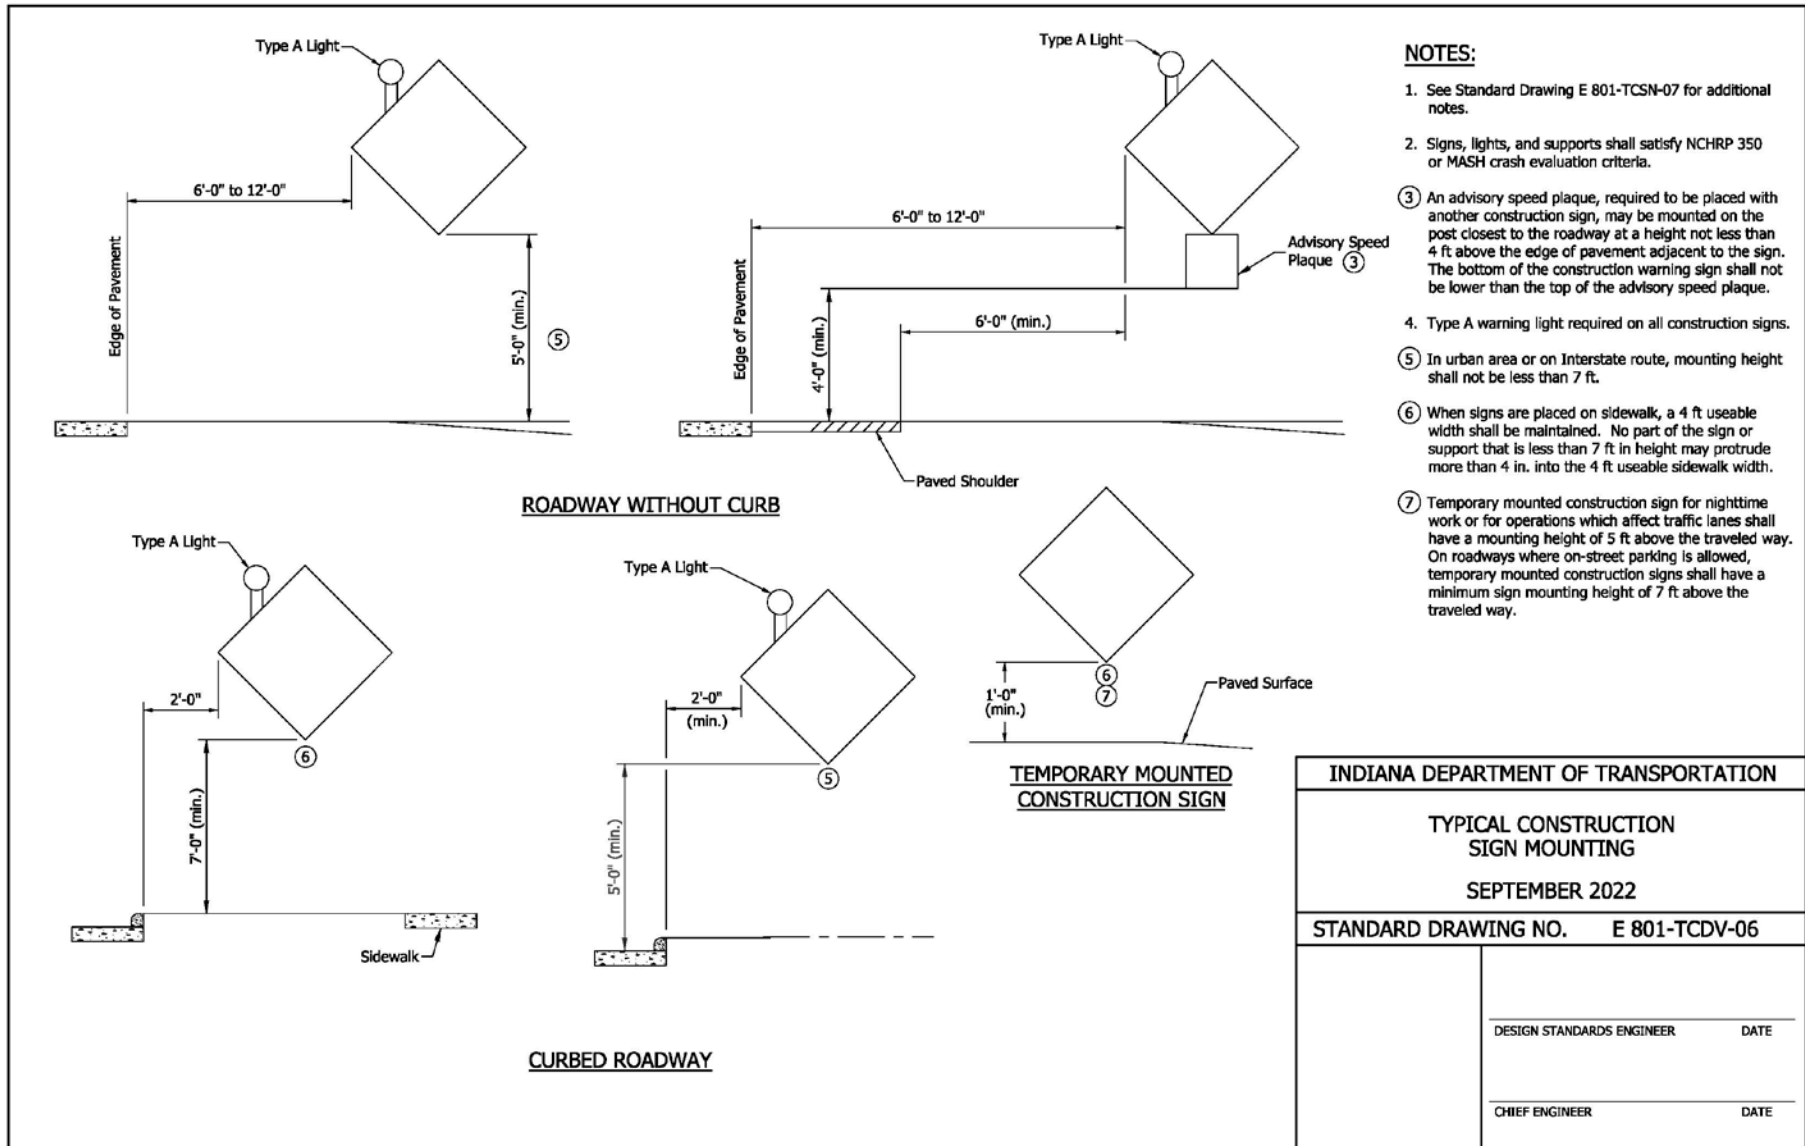 Type A Light
6'-0" to 12'-0"
Edge of Pavement
5'-0" (min.)
5
Type A Light
6'-0" to 12'-0"
Advisory Speed
Plaque 3
Edge of Pavement
6'-0" (min.)
4'-0" (min.)
Paved Shoulder
ROADWAY WITHOUT CURB
Type A Light
2'-0"
6
7'-0" (min.)
Sidewalk
Type A Light
2'-0"
(min.)
5
5'-0" (min.)
CURBED ROADWAY
6
7
1'-0"
(min.)
Paved Surface
TEMPORARY MOUNTED
CONSTRUCTION SIGN
NOTES:
1. See Standard Drawing E 801-TCSN-07 for additional
notes.
2. Signs, lights, and supports shall satisfy NCHRP 350
or MASH crash evaluation criteria.
3 An advisory speed plaque, required to be placed with
another construction sign, may be mounted on the
post closest to the roadway at a height not less than
4 ft above the edge of pavement adjacent to the sign.
The bottom of the construction warning sign shall not
be lower than the top of the advisory speed plaque.
4. Type A warning light required on all construction signs.
5 In urban area or on Interstate route, mounting height
shall not be less than 7 ft.
6 When signs are placed on sidewalk, a 4 ft useable
width shall be maintained. No part of the sign or
support that is less than 7 ft in height may protrude
more than 4 in. into the 4 ft useable sidewalk width.
7 Temporary mounted construction sign for nighttime
work or for operations which affect traffic lanes shall
have a mounting height of 5 ft above the traveled way.
On roadways where on-street parking is allowed,
temporary mounted construction signs shall have a
minimum sign mounting height of 7 ft above the
traveled way.
INDIANA DEPARTMENT OF TRANSPORTATION
TYPICAL CONSTRUCTION
SIGN MOUNTING
SEPTEMBER 2022
STANDARD DRAWING NO. E 801-TCDV-06
DESIGN STANDARDS ENGINEER DATE
CHIEF ENGINEER DATE